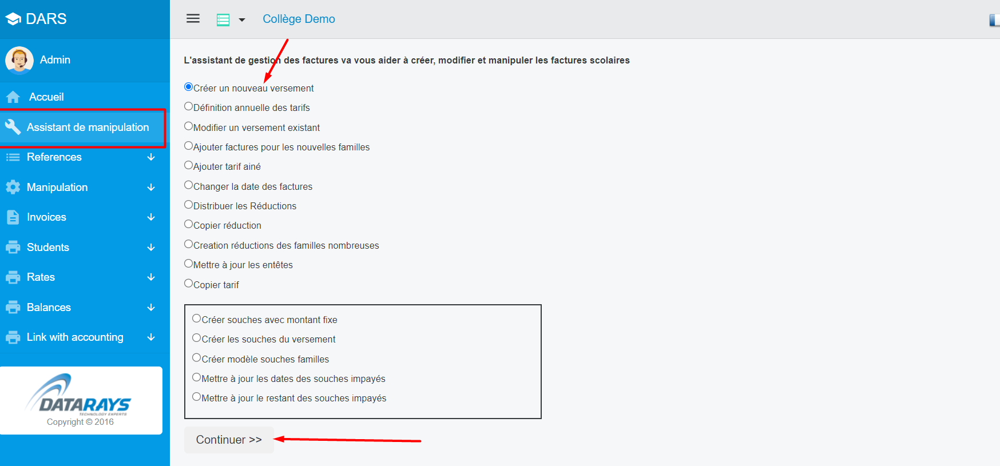 DARS
Collège Demo
Admin
Accueil
Assistant de manipulation
References
Manipulation
Invoices
Students
Rates
Balances
Link with accounting
DATARAYS
TECHNOLOGY EXPERTS
Copyright © 2016
L'assistant de gestion des factures va vous aider à créer, modifier et manipuler les factures scolaires
Créer un nouveau versement
Définition annuelle des tarifs
Modifier un versement existant
Ajouter factures pour les nouvelles familles
Ajouter tarif ainé
Changer la date des factures
Distribuer les Réductions
Copier réduction
Creation réductions des familles nombreuses
Mettre à jour les entêtes
Copier tarif
Créer souches avec montant fixe
Créer les souches du versement
Créer modèle souches familles
Mettre à jour les dates des souches impayés
Mettre à jour le restant des souches impayés
Continuer >>